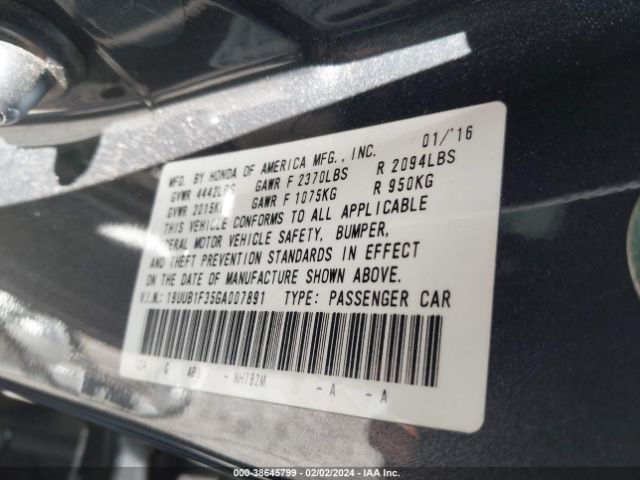 MFD. BY HONDA OF AMERICA MFG., INC. 01/'16
GVWR 4442LBS GAWR F 2370LBS R 2094LBS
GVWR 2015KG GAWR F 1075KG R 950KG
THIS VEHICLE CONFORMS TO ALL APPLICABLE
FEDERAL MOTOR VEHICLE SAFETY, BUMPER,
AND THEFT PREVENTION STANDARDS IN EFFECT
ON THE DATE OF MANUFACTURE SHOWN ABOVE.
V.I.N.: 19UUB1F35GA007891 TYPE: PASSENGER CAR
G AB5 - NH782M - A - A
000-38645799 - 02/02/2024 - IAA Inc.